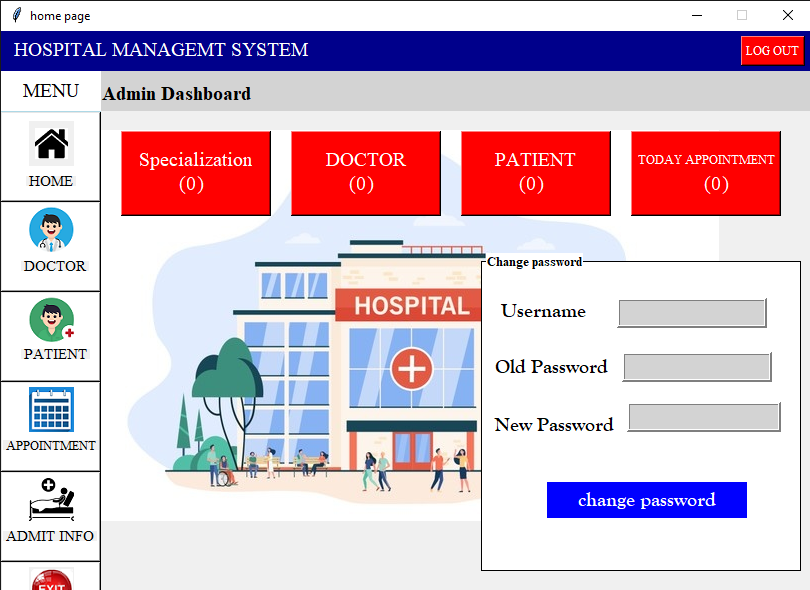 home page
HOSPITAL MANAGEMT SYSTEM
LOG OUT
MENU
Admin Dashboard
Specialization
(0)
DOCTOR
(0)
PATIENT
(0)
TODAY APPOINTMENT
(0)
HOME
DOCTOR
PATIENT
APPOINTMENT
ADMIT INFO
EXIT
HOSPITAL
Change password
Username
Old Password
New Password
change password